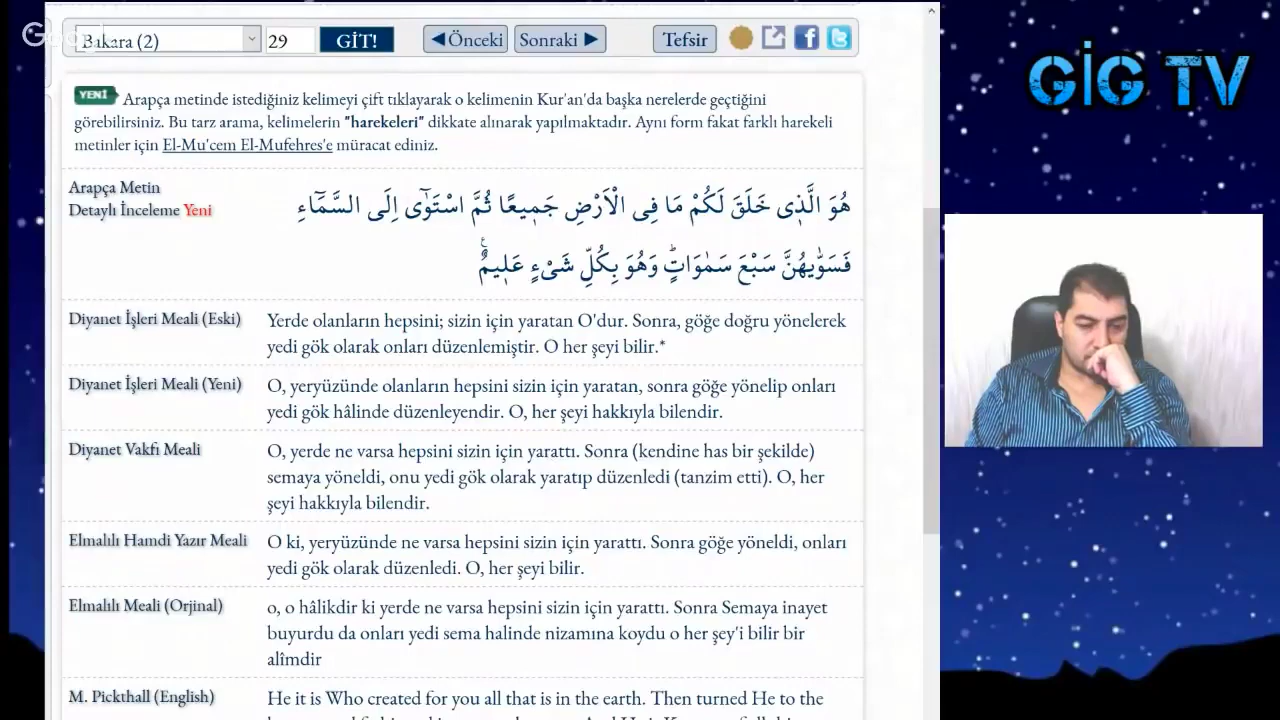 Bakara (2)
29
GİT!
◄Önceki
Sonraki ►
Tefsir
GİG TV
YENİ Arapça metinde istediğiniz kelimeyi çift tıklayarak o kelimenin Kur'an'da başka nerelerde geçtiğini
görebilirsiniz. Bu tarz arama, kelimelerin "harekeleri" dikkate alınarak yapılmaktadır. Aynı form fakat farklı harekeli
metinler için El-Mu'cem El-Mufehres'e müracat ediniz.
Arapça Metin
Detaylı İnceleme Yeni
هُوَ الَّذٖى خَلَقَ لَكُمْ مَا فِى الْاَرْضِ جَمٖيعًا ثُمَّ اسْتَوٰٓى اِلَى السَّمَٓاءِ
فَسَوّٰيهُنَّ سَبْعَ سَمٰوَاتٍؕ وَهُوَ بِكُلِّ شَىْءٍ عَلٖيمٌࣖ
Diyanet İşleri Meali (Eski)
Yerde olanların hepsini; sizin için yaratan O'dur. Sonra, göğe doğru yönelerek
yedi gök olarak onları düzenlemiştir. O her şeyi bilir.*
Diyanet İşleri Meali (Yeni)
O, yeryüzünde olanların hepsini sizin için yaratan, sonra göğe yönelip onları
yedi gök hâlinde düzenleyendir. O, her şeyi hakkıyla bilendir.
Diyanet Vakfı Meali
O, yerde ne varsa hepsini sizin için yarattı. Sonra (kendine has bir şekilde)
semaya yöneldi, onu yedi gök olarak yaratıp düzenledi (tanzim etti). O, her
şeyi hakkıyla bilendir.
Elmalılı Hamdi Yazır Meali
O ki, yeryüzünde ne varsa hepsini sizin için yarattı. Sonra göğe yöneldi, onları
yedi gök olarak düzenledi. O, her şeyi bilir.
Elmalılı Meali (Orjinal)
o, o hâlikdir ki yerde ne varsa hepsini sizin için yarattı. Sonra Semaya inayet
buyurdu da onları yedi sema halinde nizamına koydu o her şey'i bilir bir
alîmdir
M. Pickthall (English)
He it is Who created for you all that is in the earth. Then turned He to the